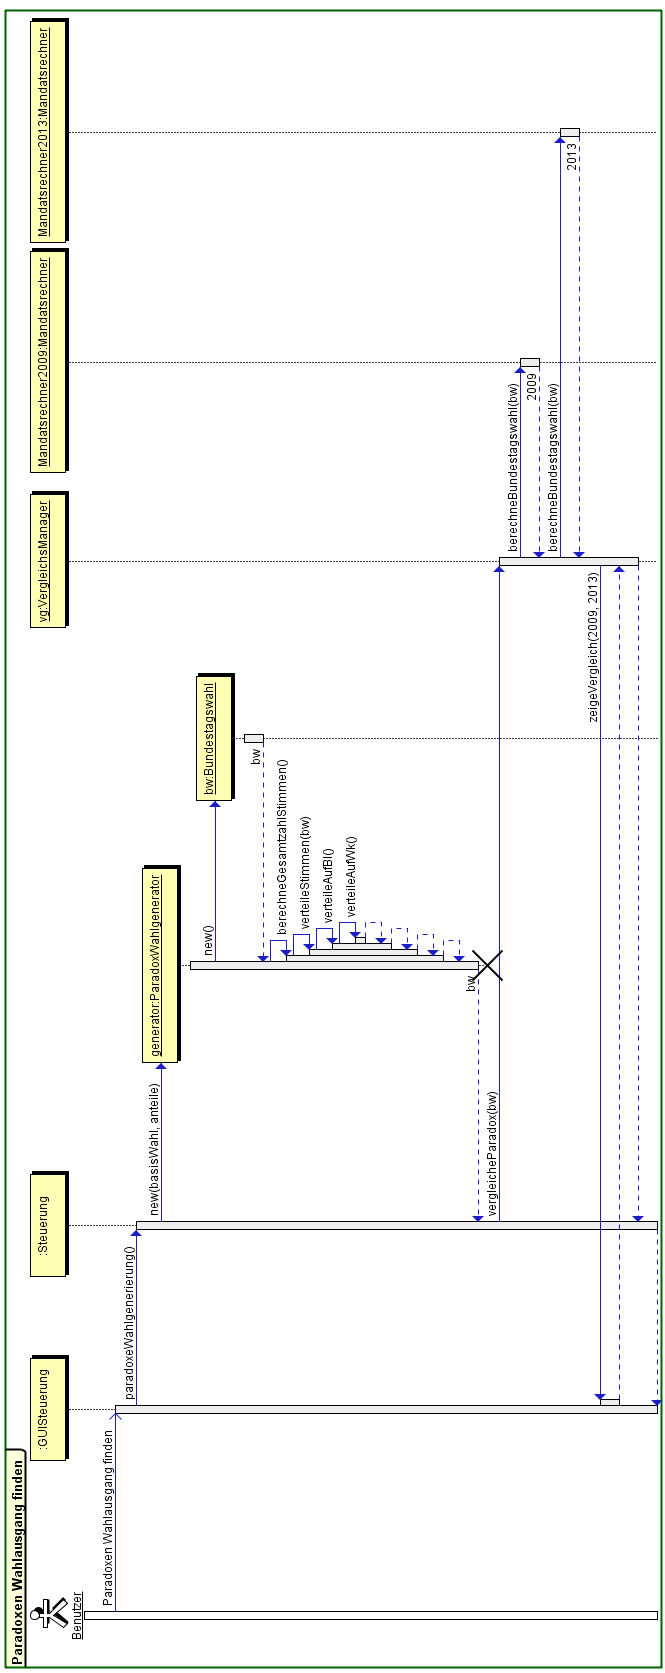 Paradoxen Wahlausgang finden
Benutzer
:GUISteuerung
:Steuerung
generator:ParadoxWahlgenerator
bw:Bundestagswahl
vg:VergleichsManager
Mandatsrechner2009:Mandatsrechner
Mandatsrechner2013:Mandatsrechner
Paradoxen Wahlausgang finden
paradoxeWahlgenerierung()
new(basisWahl, anteile)
new()
bw
berechneGesamtzahlStimmen()
verteileStimmen(bw)
verteileAufBl()
verteileAufWk()
bw
vergleicheParadox(bw)
berechneBundestagswahl(bw)
2009
berechneBundestagswahl(bw)
2013
zeigeVergleich(2009, 2013)